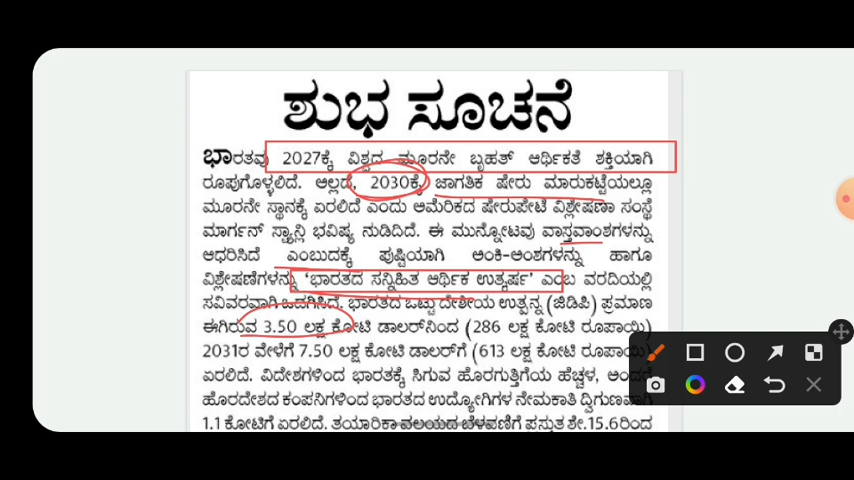 ಶುಭ ಸೂಚನೆ
ಭಾರತವು 2027ಕ್ಕೆ ವಿಶ್ವದ ಮೂರನೇ ಬೃಹತ್ ಆರ್ಥಿಕತೆ ಶಕ್ತಿಯಾಗಿ
ರೂಪುಗೊಳ್ಳಲಿದೆ. ಅಲ್ಲದೆ, 2030ಕ್ಕೆ ಜಾಗತಿಕ ಷೇರು ಮಾರುಕಟ್ಟೆಯಲ್ಲೂ
ಮೂರನೇ ಸ್ಥಾನಕ್ಕೆ ಏರಲಿದೆ ಎಂದು ಅಮೆರಿಕದ ಷೇರುಪೇಟೆ ವಿಶ್ಲೇಷಣಾ ಸಂಸ್ಥೆ
ಮಾರ್ಗನ್ ಸ್ಟ್ಯಾನ್ಲಿ ಭವಿಷ್ಯ ನುಡಿದಿದೆ. ಈ ಮುನ್ನೋಟವು ವಾಸ್ತವಾಂಶಗಳನ್ನು
ಆಧರಿಸಿದೆ ಎಂಬುದಕ್ಕೆ ಪುಷ್ಟಿಯಾಗಿ ಅಂಕಿ-ಅಂಶಗಳನ್ನು ಹಾಗೂ
ವಿಶ್ಲೇಷಣೆಗಳನ್ನು 'ಭಾರತದ ಸನ್ನಿಹಿತ ಆರ್ಥಿಕ ಉತ್ಕರ್ಷ' ಎಂಬ ವರದಿಯಲ್ಲಿ
ಸವಿವರವಾಗಿ ಒದಗಿಸಿದೆ. ಭಾರತದ ಒಟ್ಟು ದೇಶೀಯ ಉತ್ಪನ್ನ (ಜಿಡಿಪಿ) ಪ್ರಮಾಣ
ಈಗಿರುವ 3.50 ಲಕ್ಷ ಕೋಟಿ ಡಾಲರ್‌ನಿಂದ (286 ಲಕ್ಷ ಕೋಟಿ ರೂಪಾಯಿ)
2031ರ ವೇಳೆಗೆ 7.50 ಲಕ್ಷ ಕೋಟಿ ಡಾಲರ್‌ಗೆ (613 ಲಕ್ಷ ಕೋಟಿ ರೂಪಾಯಿ)
ಏರಲಿದೆ. ವಿದೇಶಗಳಿಂದ ಭಾರತಕ್ಕೆ ಸಿಗುವ ಹೊರಗುತ್ತಿಗೆಯ ಹೆಚ್ಚಳ, ಅಂದರೆ
ಹೊರದೇಶದ ಕಂಪನಿಗಳಿಂದ ಭಾರತದ ಉದ್ಯೋಗಿಗಳ ನೇಮಕಾತಿ ದ್ವಿಗುಣವಾಗಿ
1.1 ಕೋಟಿಗೆ ಏರಲಿದೆ. ತಯಾರಿಕಾ ವಲಯದ ಬೆಳವಣಿಗೆ ಪ್ರಸ್ತುತ ಶೇ.15.6ರಿಂದ